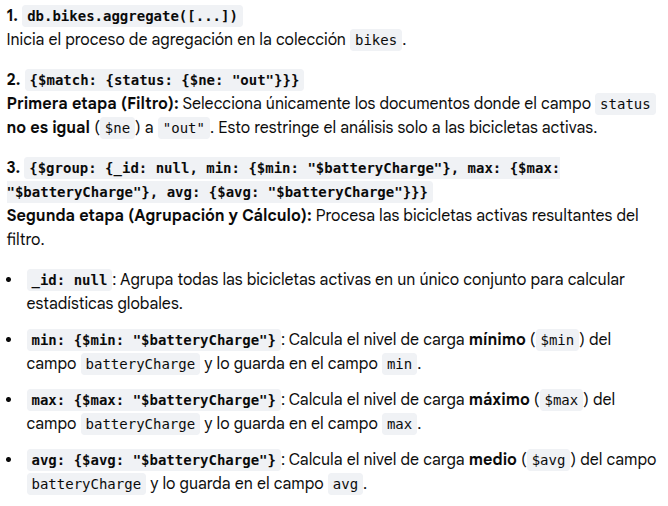 1. db.bikes.aggregate([...])
Inicia el proceso de agregación en la colección bikes.
2. {$match: {status: {$ne: "out"}}}
Primera etapa (Filtro): Selecciona únicamente los documentos donde el campo status
no es igual ( $ne ) a "out". Esto restringe el análisis solo a las bicicletas activas.
3. {$group: {_id: null, min: {$min: "$batteryCharge"}, max: {$max:
"$batteryCharge"}, avg: {$avg: "$batteryCharge"}}}
Segunda etapa (Agrupación y Cálculo): Procesa las bicicletas activas resultantes del
filtro.
• _id: null: Agrupa todas las bicicletas activas en un único conjunto para calcular
estadísticas globales.
• min: {$min: "$batteryCharge"}: Calcula el nivel de carga mínimo ( $min ) del
campo batteryCharge y lo guarda en el campo min.
• max: {$max: "$batteryCharge"}: Calcula el nivel de carga máximo ( $max ) del
campo batteryCharge y lo guarda en el campo max.
• avg: {$avg: "$batteryCharge"}: Calcula el nivel de carga medio ( $avg ) del campo
batteryCharge y lo guarda en el campo avg.